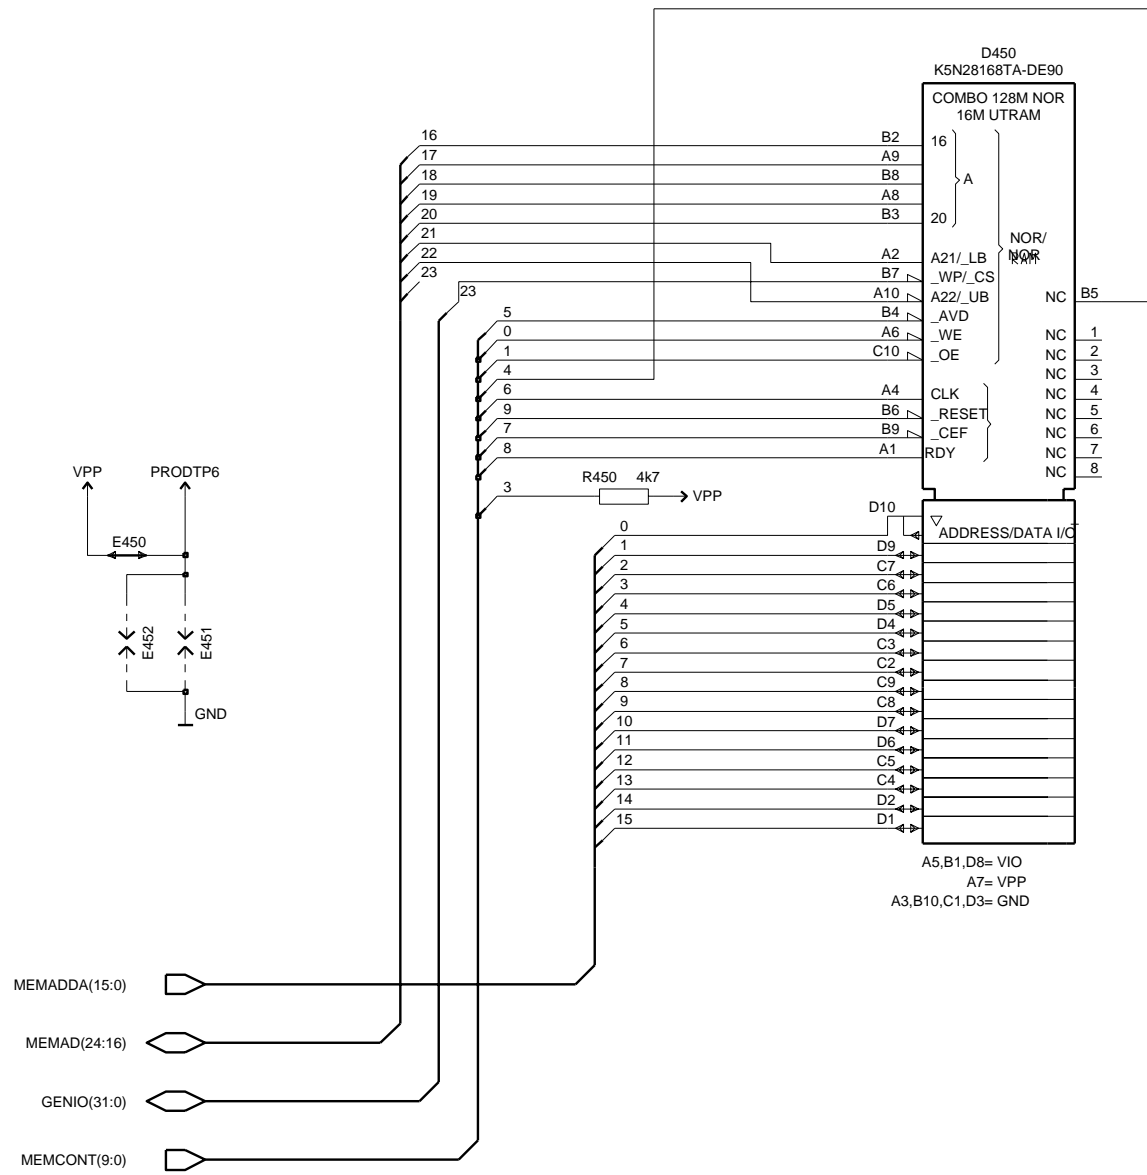 D450
K5N28168TA-DE90
COMBO 128M NOR
16M UTRAM
16 B2 16
17 A9
18 B8 A
19 A8
20 B3 20
21
22 A2 A21/_LB NOR/
NOR
RAM
23 B7 _WP/_CS
23 A10 A22/_UB NC B5
5 B4 _AVD
0 A6 _WE NC 1
1 C10 _OE NC 2
4 NC 3
6 A4 CLK NC 4
9 B6 _RESET NC 5
7 B9 _CEF NC 6
8 A1 RDY NC 7
NC 8
VPP PRODTP6
R450 4k7
3 VPP
D10
0 ADDRESS/DATA I/O
E450
1 D9
2 C7
3 C6
4 D5
5 D4
E452 E451
6 C3
7 C2
8 C9
9 C8
GND
10 D7
11 D6
12 C5
13 C4
14 D2
15 D1
A5,B1,D8= VIO
A7= VPP
A3,B10,C1,D3= GND
MEMADDA(15:0)
MEMAD(24:16)
GENIO(31:0)
MEMCONT(9:0)